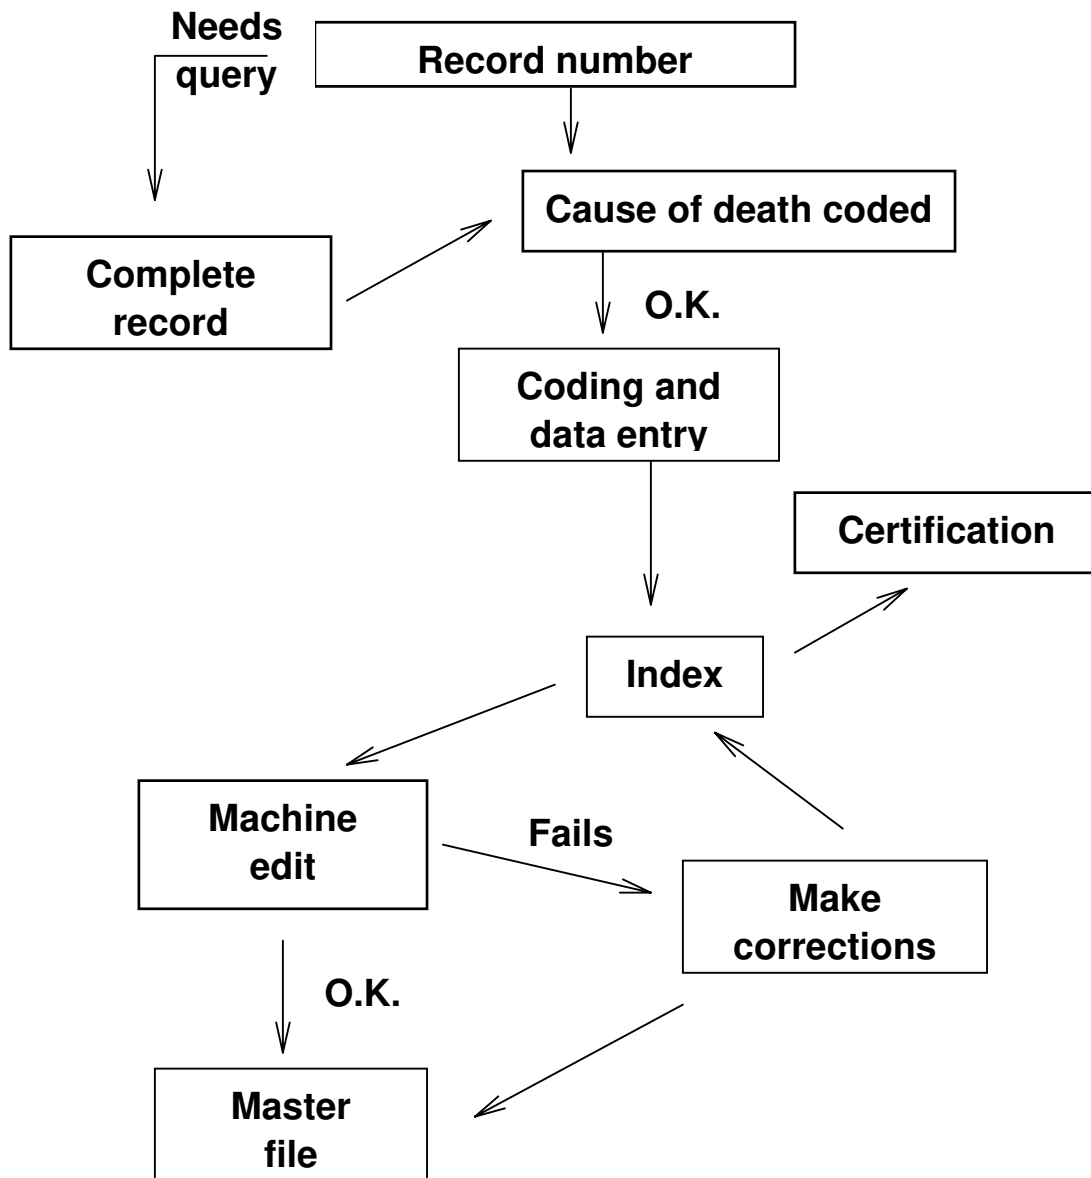 Needs
query
Record number
Cause of death coded
Complete
record
O.K.
Coding and
data entry
Certification
Index
Machine
edit
Fails
Make
corrections
O.K.
Master
file